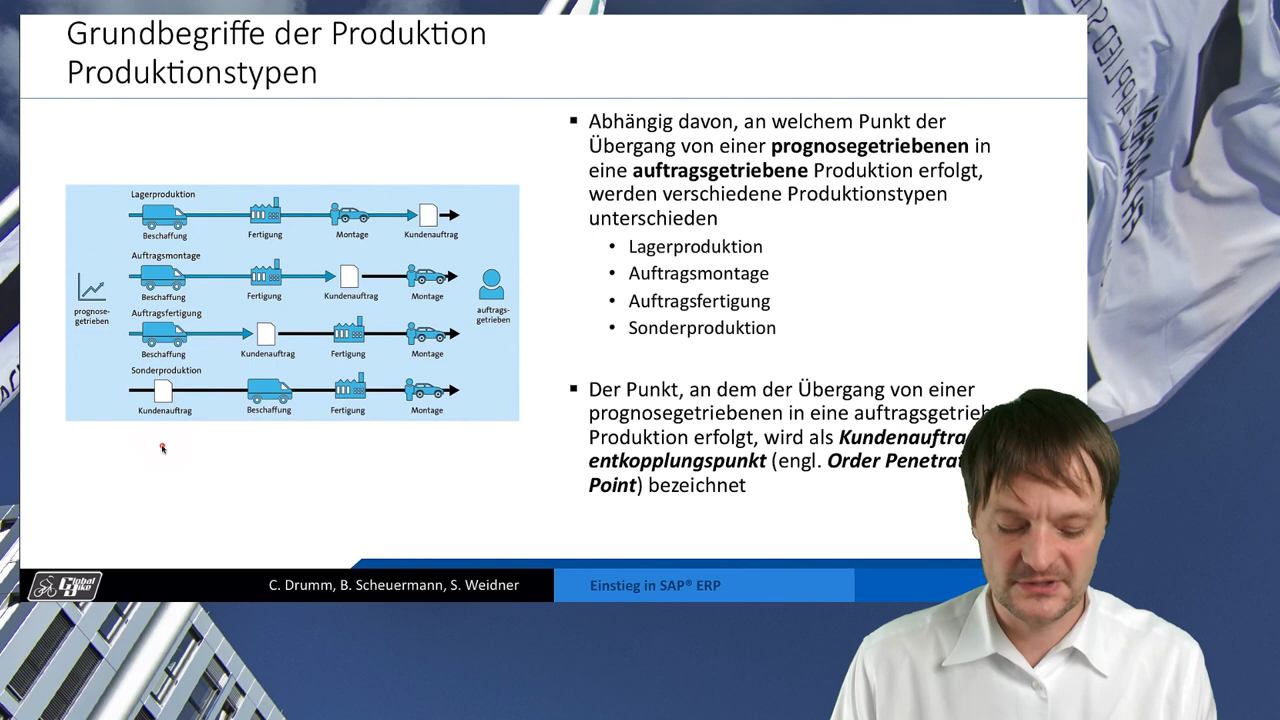 Grundbegriffe der Produktion
Produktionstypen
Lagerproduktion
Beschaffung
Fertigung
Montage
Kundenauftrag
Auftragsmontage
Beschaffung
Fertigung
Kundenauftrag
Montage
prognose-
getrieben
auftrags-
getrieben
Auftragsfertigung
Beschaffung
Kundenauftrag
Fertigung
Montage
Sonderproduktion
Kundenauftrag
Beschaffung
Fertigung
Montage
▪ Abhängig davon, an welchem Punkt der
Übergang von einer prognosegetriebenen in
eine auftragsgetriebene Produktion erfolgt,
werden verschiedene Produktionstypen
unterschieden
• Lagerproduktion
• Auftragsmontage
• Auftragsfertigung
• Sonderproduktion
▪ Der Punkt, an dem der Übergang von einer
prognosegetriebenen in eine auftragsgetrieb
Produktion erfolgt, wird als Kundenauftra
entkopplungspunkt (engl. Order Penetrat
Point) bezeichnet
Global
Bike
C. Drumm, B. Scheuermann, S. Weidner
Einstieg in SAP® ERP